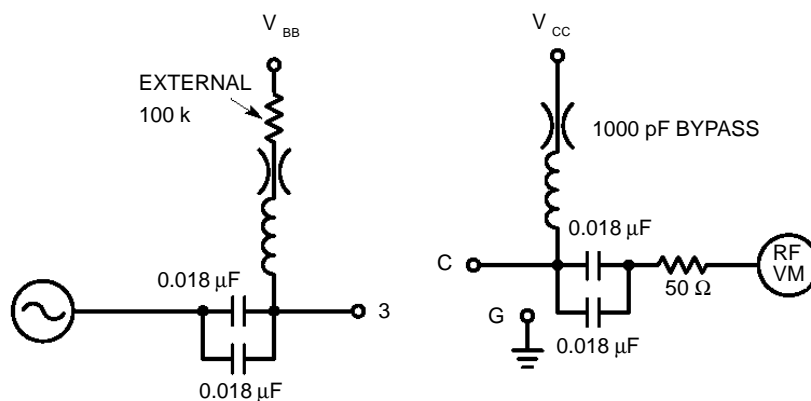 V BB
EXTERNAL
100 k
0.018 µF
3
0.018 µF
V CC
1000 pF BYPASS
0.018 µF
C
RF
VM
50 Ω
G
0.018 µF